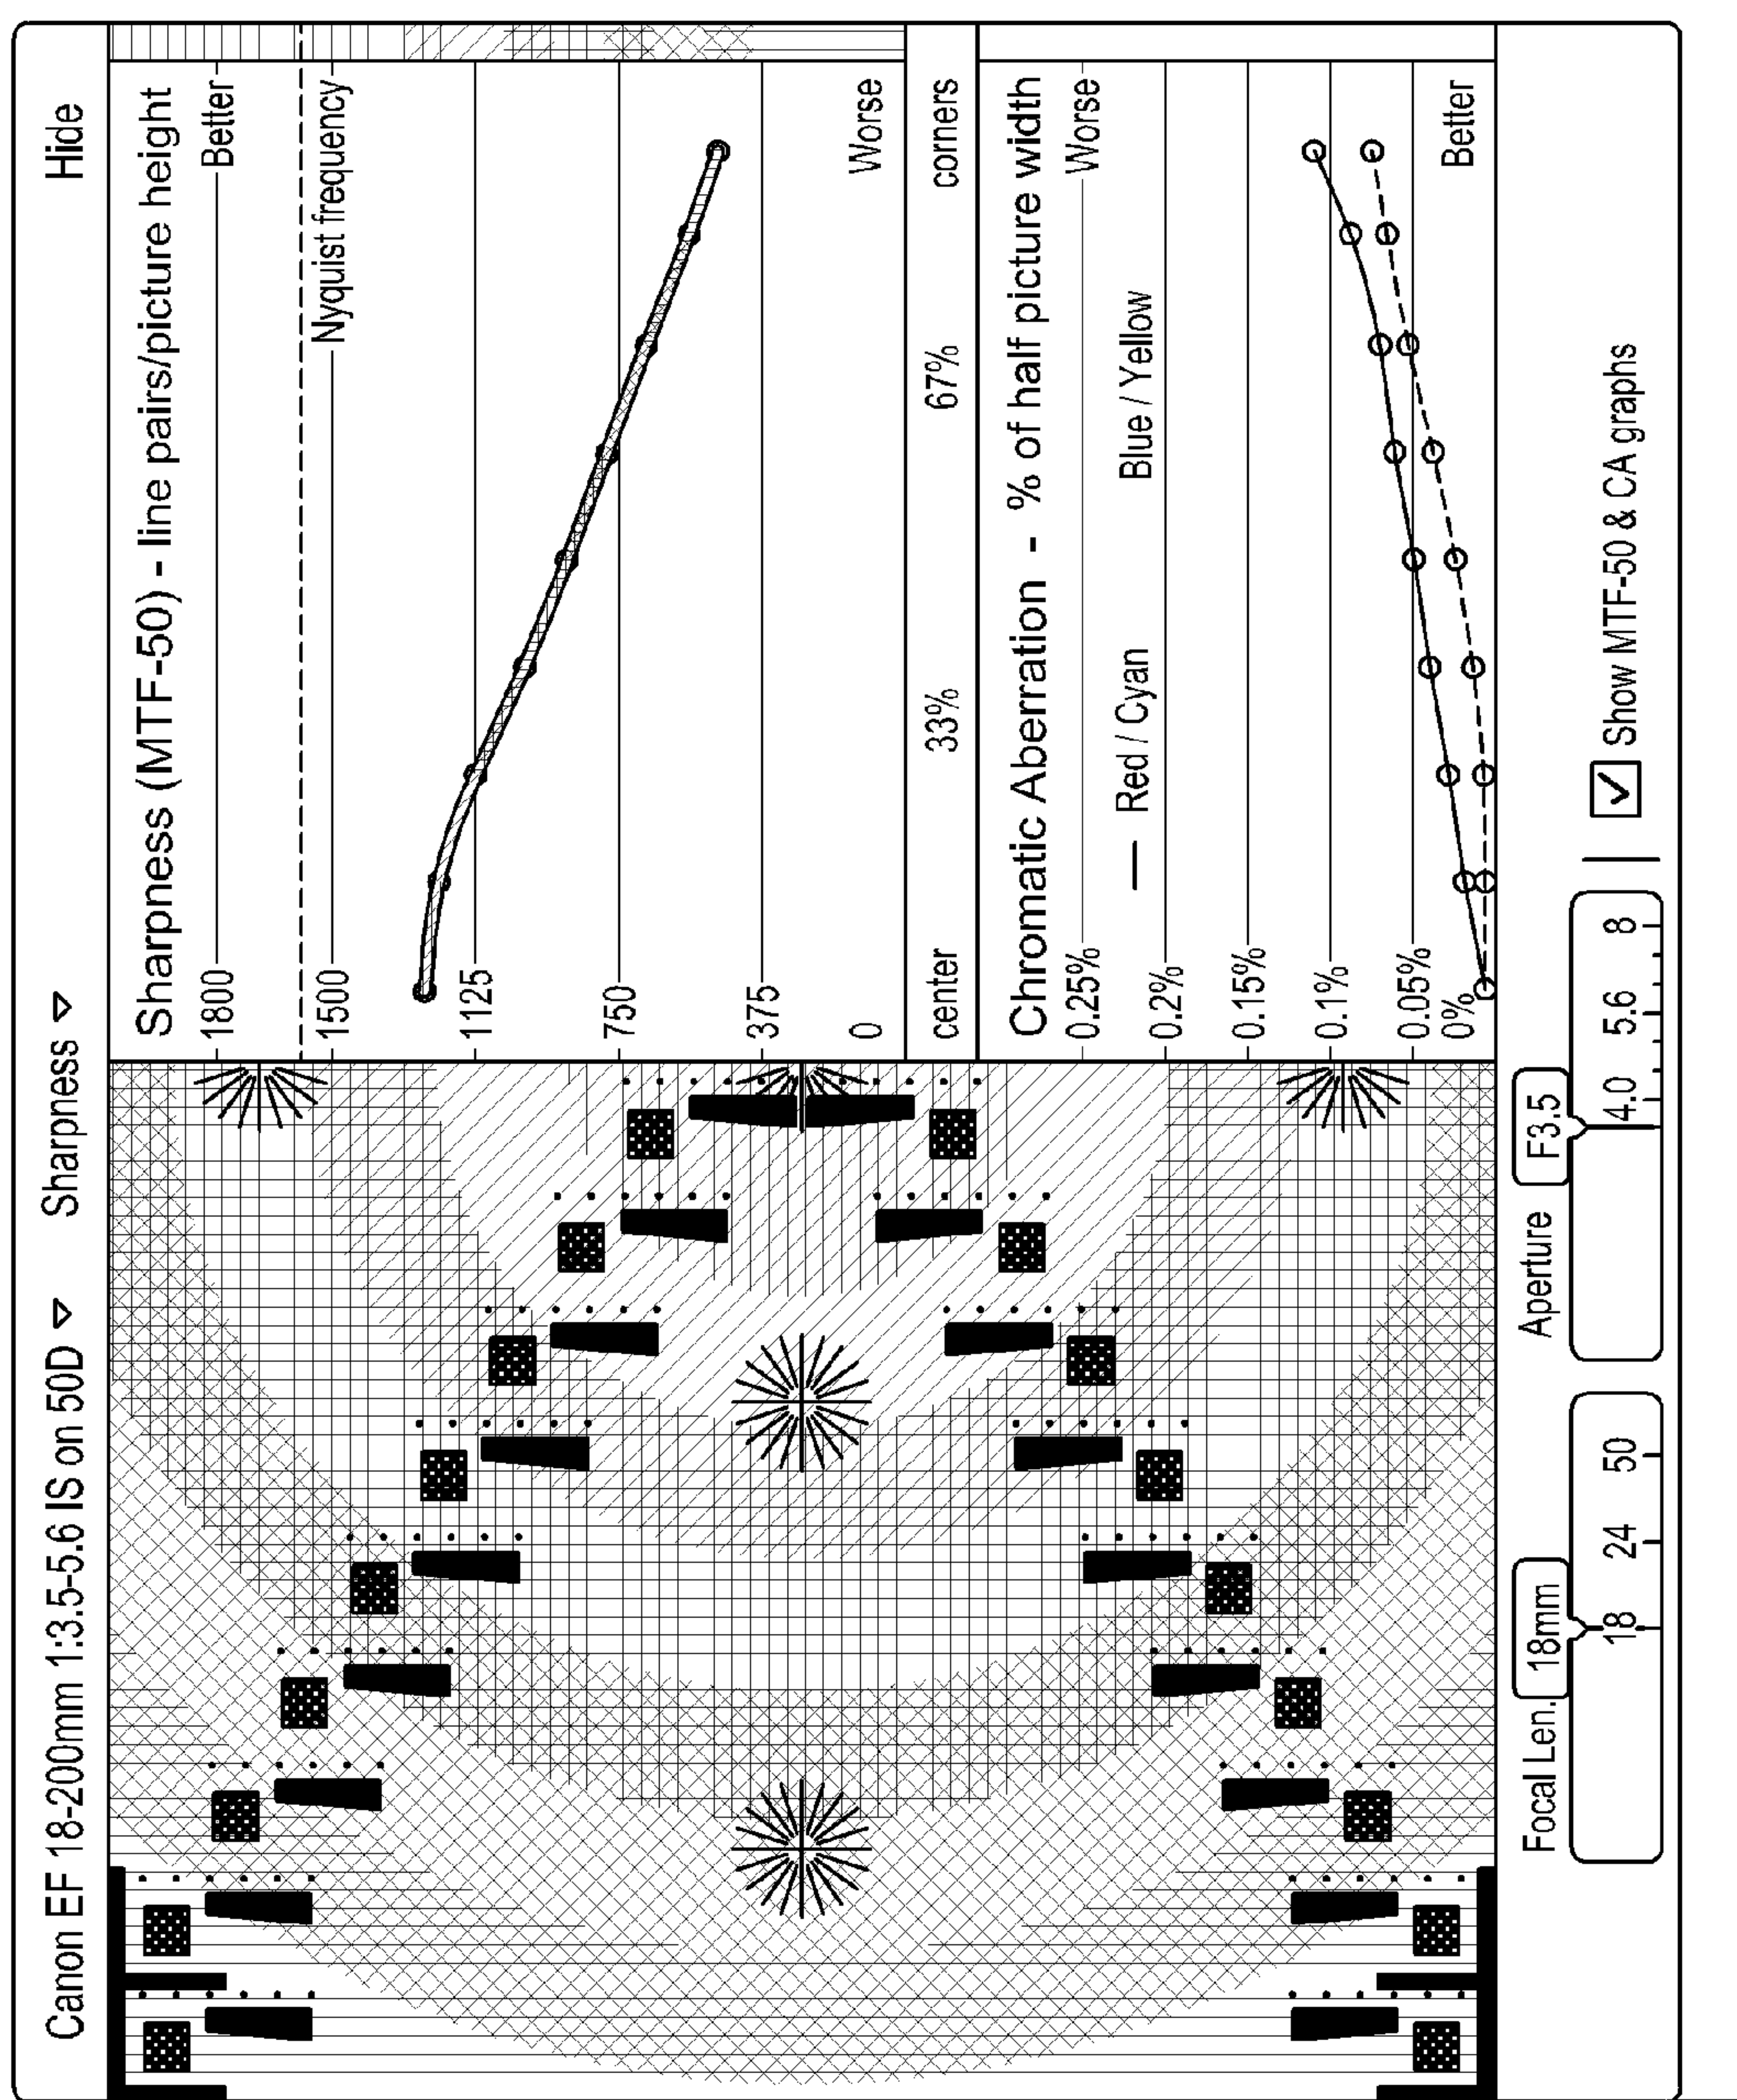 Canon EF 18-200mm 1:3.5-5.6 IS on 50D Sharpness Hide
Sharpness (MTF-50) - line pairs/picture height
1800 Better
Nyquist frequency
1500
1125
750
375
0 Worse
center 33% 67% corners
Chromatic Aberration - % of half picture width
0.25% Worse
Red / Cyan Blue / Yellow
0.2%
0.15%
0.1%
0.05%
0% Better
Focal Len. 18mm Aperture F3.5
18 24 50 4.0 5.6 8 Show MTF-50 & CA graphs